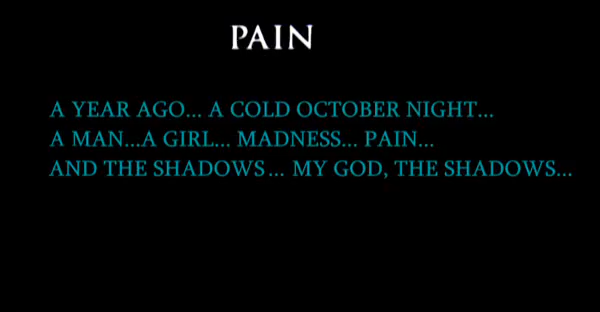 PAIN
A YEAR AGO... A COLD OCTOBER NIGHT...
A MAN...A GIRL... MADNESS... PAIN...
AND THE SHADOWS... MY GOD, THE SHADOWS...